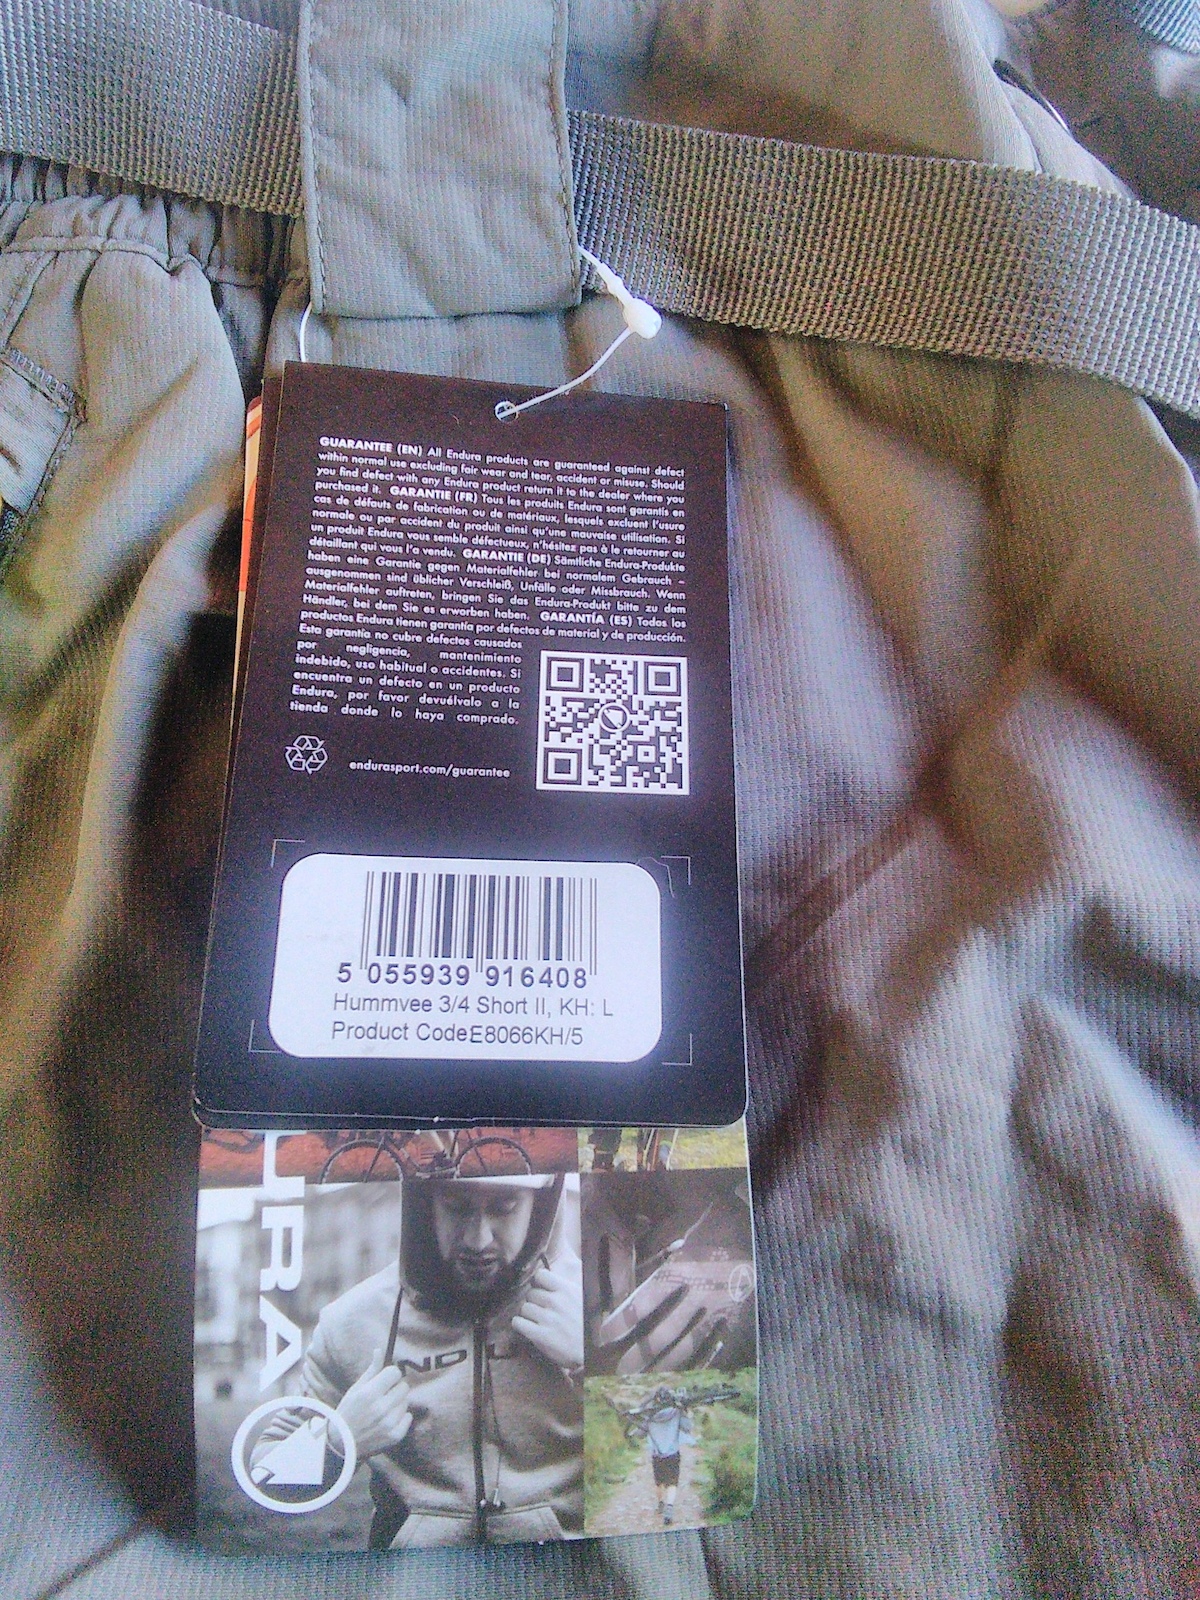 GUARANTEE (EN) All Endura products are guaranteed against defect
within normal use excluding fair wear and tear, accident or misuse. Should
you find defect with any Endura product return it to the dealer where you
purchased it. GARANTIE (FR) Tous les produits Endura sont garantis en
cas de défauts de fabrication ou de matériaux, lesquels excluent l'usure
normale ou par accident du produit ainsi qu'une mauvaise utilisation. Si
un produit Endura vous semble défectueux, n'hésitez pas à le retourner au
détaillant qui vous l'a vendu. GARANTIE (DE) Sämtliche Endura-Produkte
haben eine Garantie gegen Materialfehler bei normalem Gebrauch –
ausgenommen sind üblicher Verschleiß, Unfälle oder Missbrauch. Wenn
Materialfehler auftreten, bringen Sie das Endura-Produkt bitte zu dem
Händler, bei dem Sie es erworben haben. GARANTÍA (ES) Todos los
productos Endura tienen garantía por defectos de material y de producción.
Esta garantía no cubre defectos causados
por negligencia, mantenimiento
indebido, uso habitual o accidentes. Si
encuentra un defecto en un producto
Endura, por favor devuélvalo a la
tienda donde lo haya comprado.
endurasport.com/guarantee
5 055939 916408
Hummvee 3/4 Short II, KH: L
Product CodeE8066KH/5
URA
ND U